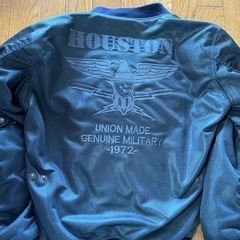 HOUSTON
UNION MADE
GENUINE MILITARY
-1972-